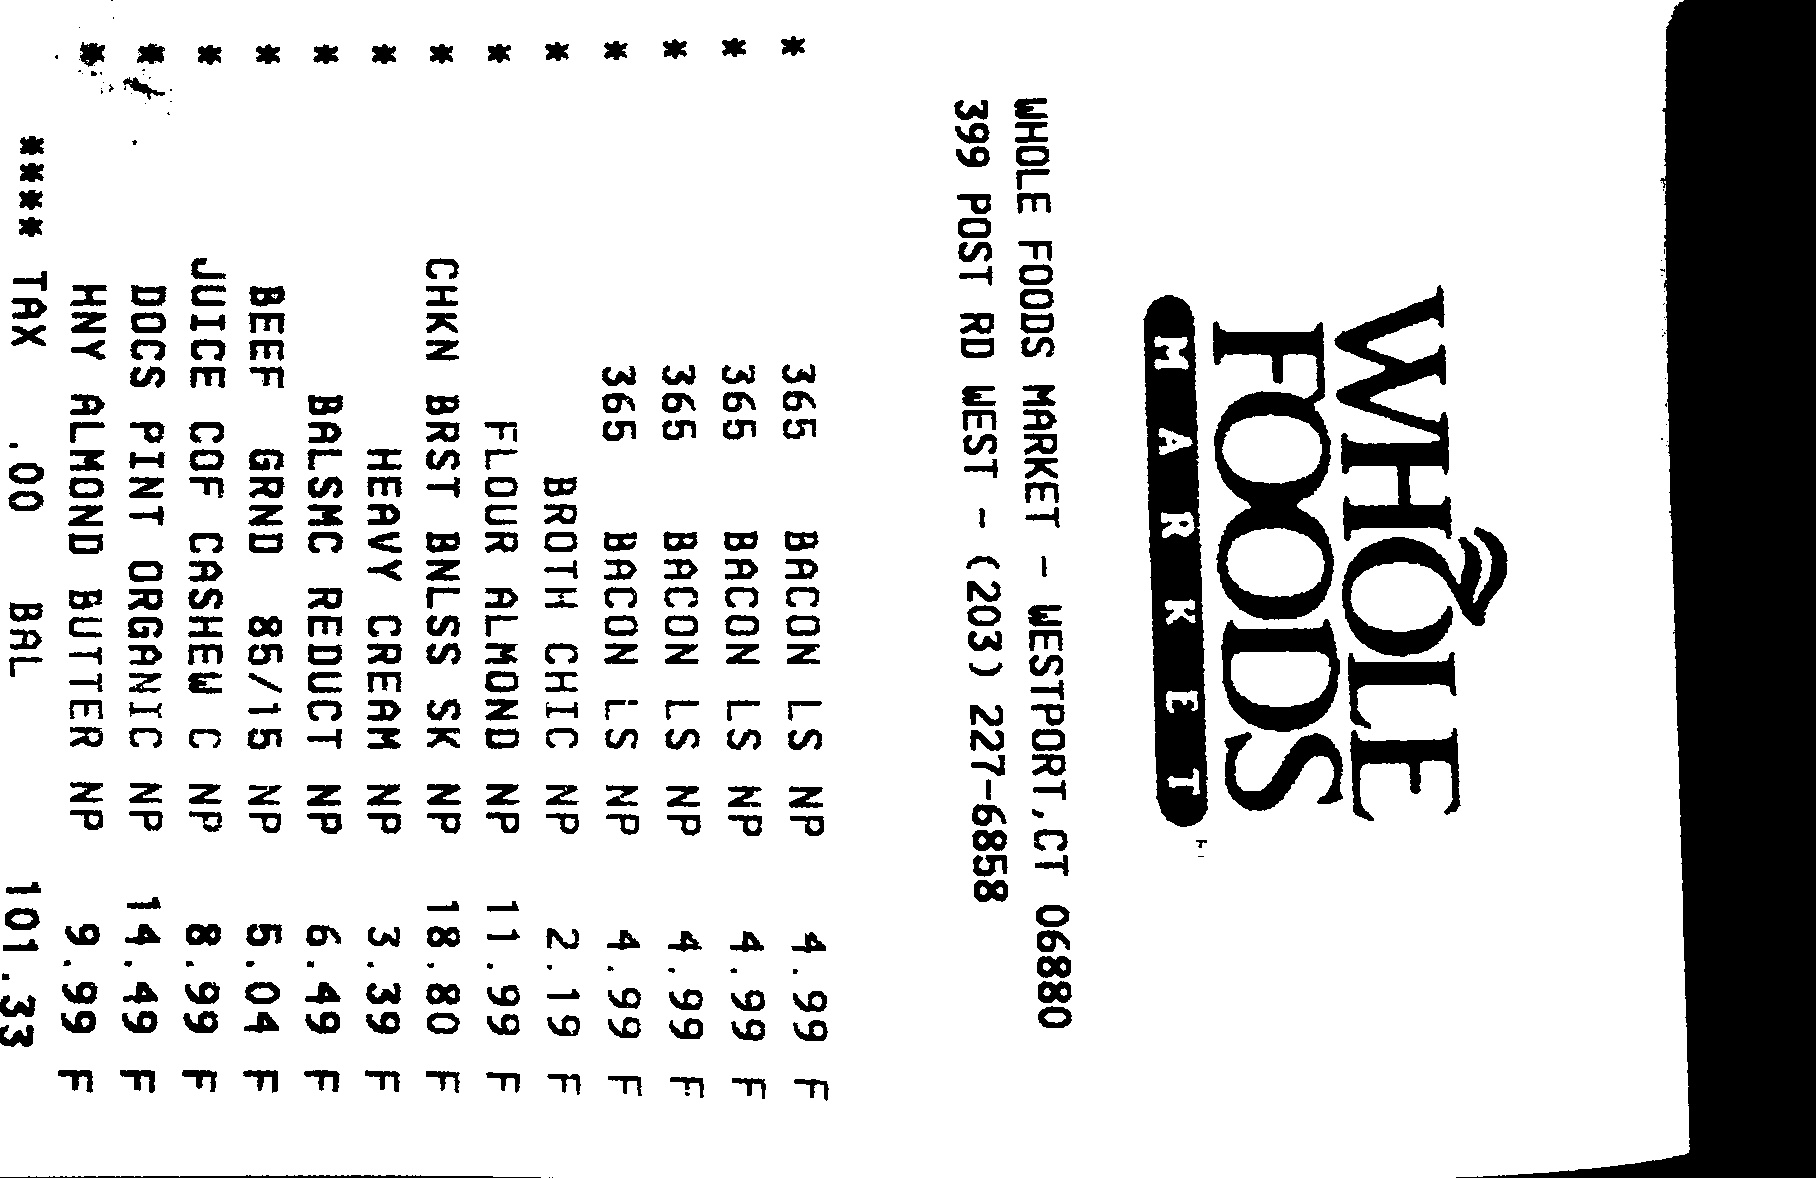 WHOLE
FOODS
MARKET
WHOLE FOODS MARKET - WESTPORT,CT 06880
399 POST RD WEST - (203) 227-6858
* 365 BACON LS NP 4.99 F
* 365 BACON LS NP 4.99 F
* 365 BACON LS NP 4.99 F
* 365 BACON LS NP 4.99 F
* BROTH CHIC NP 2.19 F
* FLOUR ALMOND NP 11.99 F
* CHKN BRST BNLSS SK NP 18.80 F
* HEAVY CREAM NP 3.39 F
* BALSMC REDUCT NP 6.49 F
* BEEF GRND 85/15 NP 5.04 F
* JUICE COF CASHEW C NP 8.99 F
* DOCS PINT ORGANIC NP 14.49 F
* HNY ALMOND BUTTER NP 9.99 F
**** TAX .00 BAL 101.33